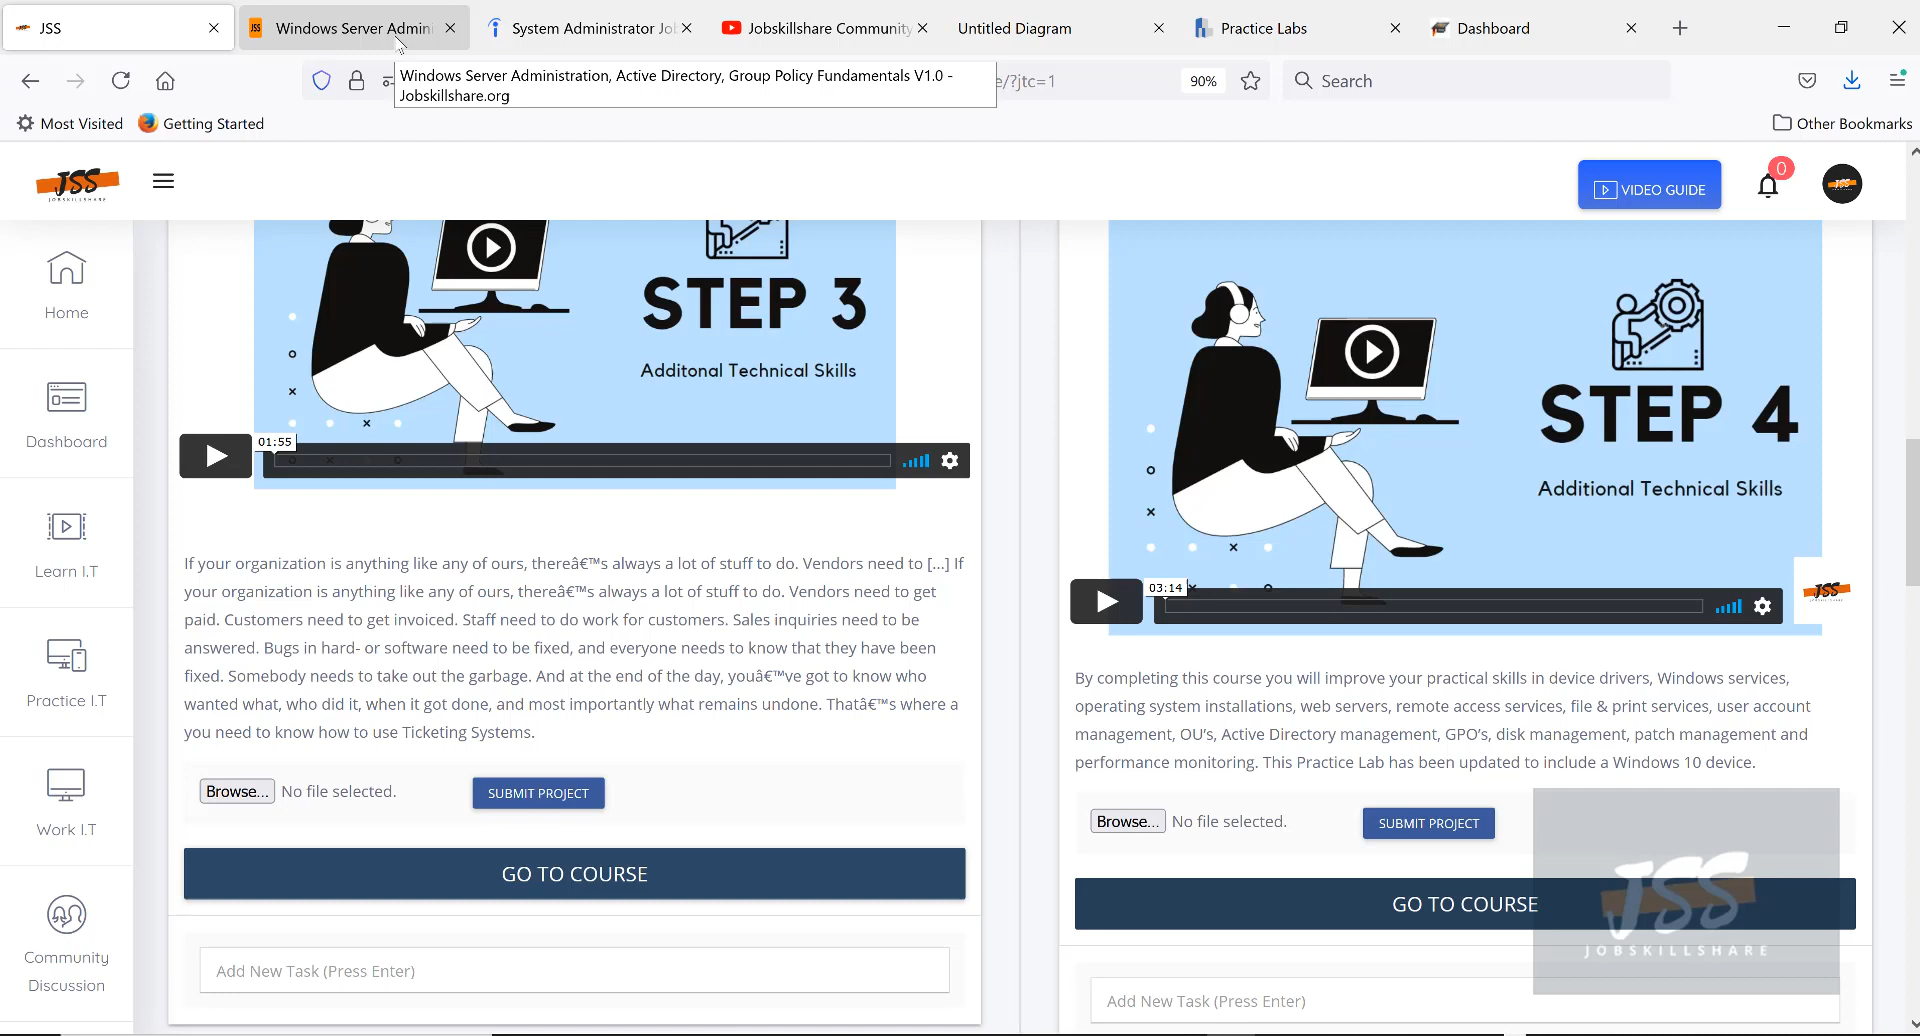 JSS
Windows Server Admini
System Administrator Jo
Jobskillshare Community
Untitled Diagram
Practice Labs
Dashboard
Windows Server Administration, Active Directory, Group Policy Fundamentals V1.0 -
Jobskillshare.org
e/?jtc=1
90%
Search
Most Visited
Getting Started
Other Bookmarks
JSS
JOBSKILLSHARE
VIDEO GUIDE
0
Home
Dashboard
Learn I.T
Practice I.T
Work I.T
Community
Discussion
STEP 3
Additonal Technical Skills
01:55
If your organization is anything like any of ours, thereâ€™s always a lot of stuff to do. Vendors need to [...] If
your organization is anything like any of ours, thereâ€™s always a lot of stuff to do. Vendors need to get
paid. Customers need to get invoiced. Staff need to do work for customers. Sales inquiries need to be
answered. Bugs in hard- or software need to be fixed, and everyone needs to know that they have been
fixed. Somebody needs to take out the garbage. And at the end of the day, youâ€™ve got to know who
wanted what, who did it, when it got done, and most importantly what remains undone. Thatâ€™s where a
you need to know how to use Ticketing Systems.
Browse... No file selected.
SUBMIT PROJECT
GO TO COURSE
Add New Task (Press Enter)
STEP 4
Additional Technical Skills
03:14
JSS
By completing this course you will improve your practical skills in device drivers, Windows services,
operating system installations, web servers, remote access services, file & print services, user account
management, OU's, Active Directory management, GPO's, disk management, patch management and
performance monitoring. This Practice Lab has been updated to include a Windows 10 device.
Browse... No file selected.
SUBMIT PROJECT
GO TO COURSE
Add New Task (Press Enter)
JSS
JOBSKILLSHARE